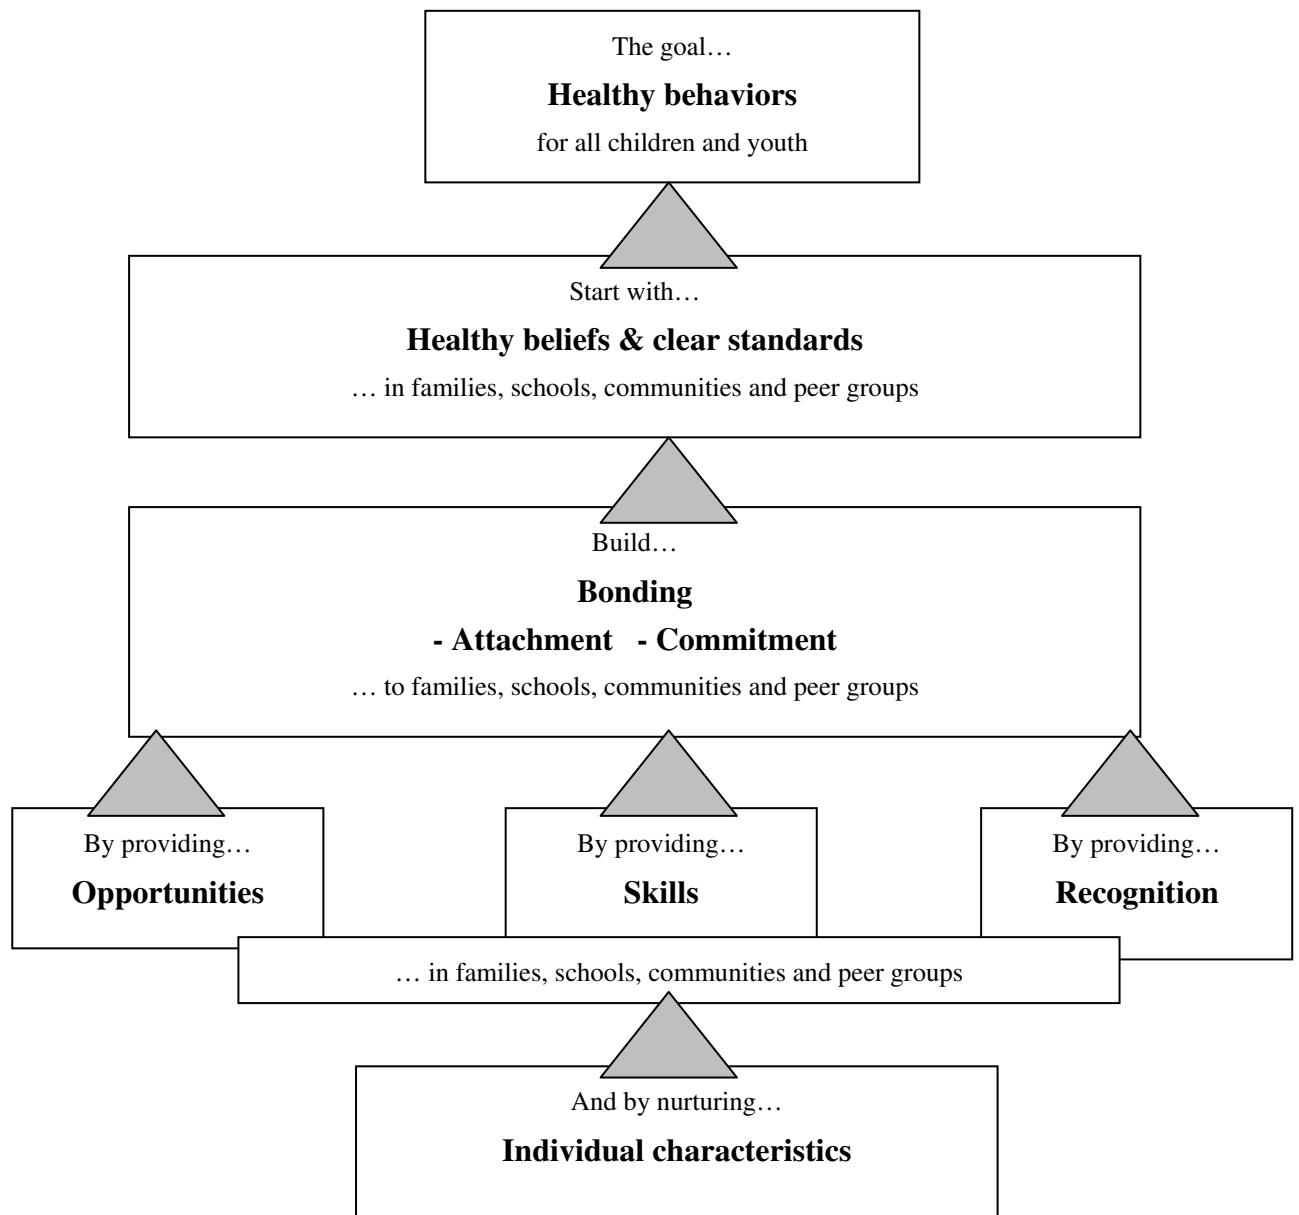 The goal…
Healthy behaviors
for all children and youth
Start with…
Healthy beliefs & clear standards
… in families, schools, communities and peer groups
Build…
Bonding
- Attachment - Commitment
… to families, schools, communities and peer groups
By providing…
Opportunities
By providing…
Skills
By providing…
Recognition
… in families, schools, communities and peer groups
And by nurturing…
Individual characteristics